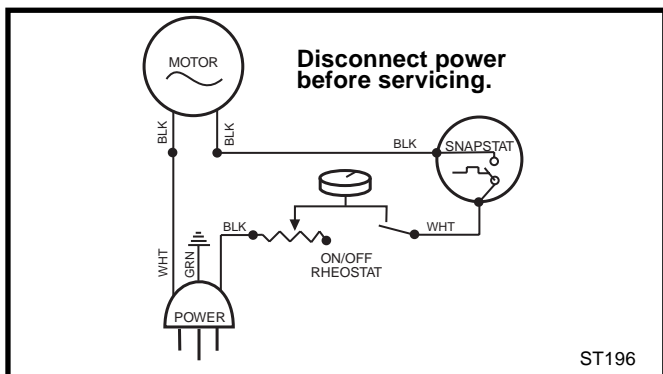 MOTOR
Disconnect power
before servicing.
BLK
BLK
BLK
SNAPSTAT
BLK
WHT
ON/OFF
RHEOSTAT
WHT
GRN
POWER
ST196